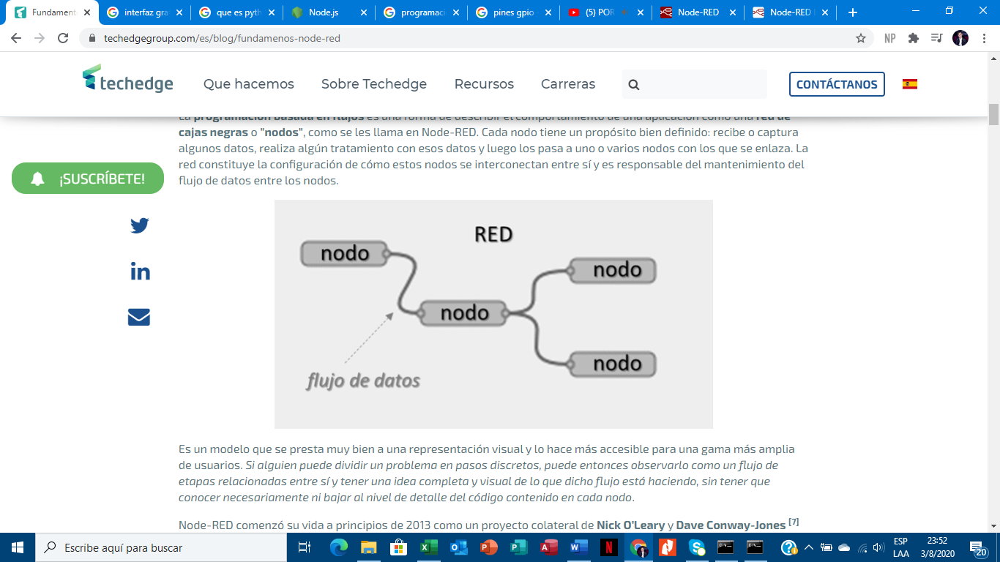 Fundament
interfaz gra
que es pyth
Node.js
programaci
pines gpio
(5) POR
Node-RED
Node-RED
techedgegroup.com/es/blog/fundamenos-node-red
NP
techedge
Que hacemos
Sobre Techedge
Recursos
Carreras
CONTÁCTANOS
La programación basada en flujos es una forma de describir el comportamiento de una aplicación como una red de
cajas negras o "nodos", como se les llama en Node-RED. Cada nodo tiene un propósito bien definido: recibe o captura
algunos datos, realiza algún tratamiento con esos datos y luego los pasa a uno o varios nodos con los que se enlaza. La
red constituye la configuración de cómo estos nodos se interconectan entre sí y es responsable del mantenimiento del
flujo de datos entre los nodos.
¡SUSCRÍBETE!
RED
nodo
nodo
nodo
nodo
flujo de datos
Es un modelo que se presta muy bien a una representación visual y lo hace más accesible para una gama más amplia
de usuarios. Si alguien puede dividir un problema en pasos discretos, puede entonces observarlo como un flujo de
etapas relacionadas entre sí y tener una idea completa y visual de lo que dicho flujo está haciendo, sin tener que
conocer necesariamente ni bajar al nivel de detalle del código contenido en cada nodo.
Node-RED comenzó su vida a principios de 2013 como un proyecto colateral de Nick O'Leary y Dave Conway-Jones [7]
Escribe aquí para buscar
ESP
LAA
23:52
3/8/2020
20